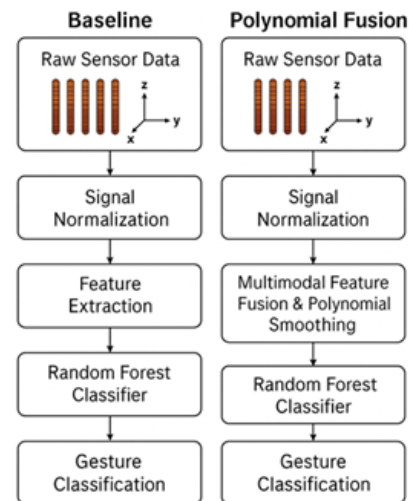 Baseline
Raw Sensor Data
z
y
x
Signal
Normalization
Feature
Extraction
Random Forest
Classifier
Gesture
Classification
Polynomial Fusion
Raw Sensor Data
z
y
x
Signal
Normalization
Multimodal Feature
Fusion & Polynomial
Smoothing
Random Forest
Classifier
Gesture
Classification